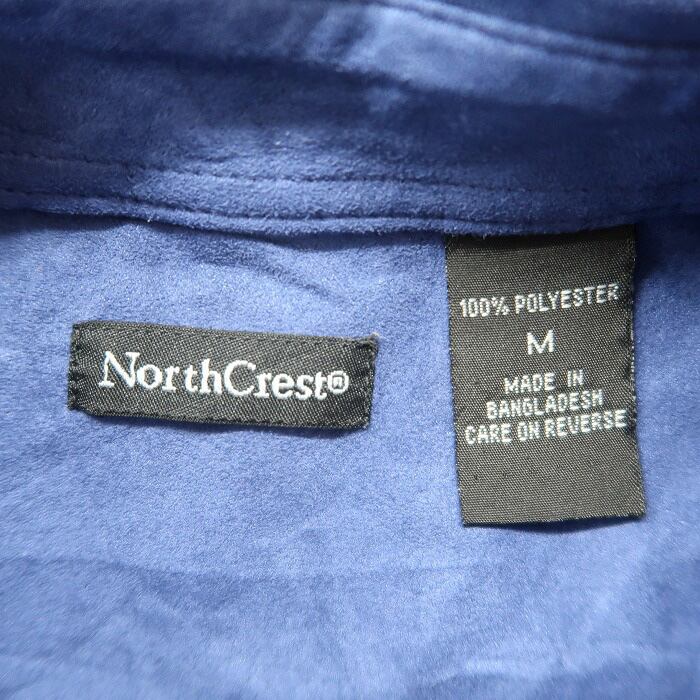 NorthCrest®
100% POLYESTER
M
MADE IN
BANGLADESH
CARE ON REVERSE